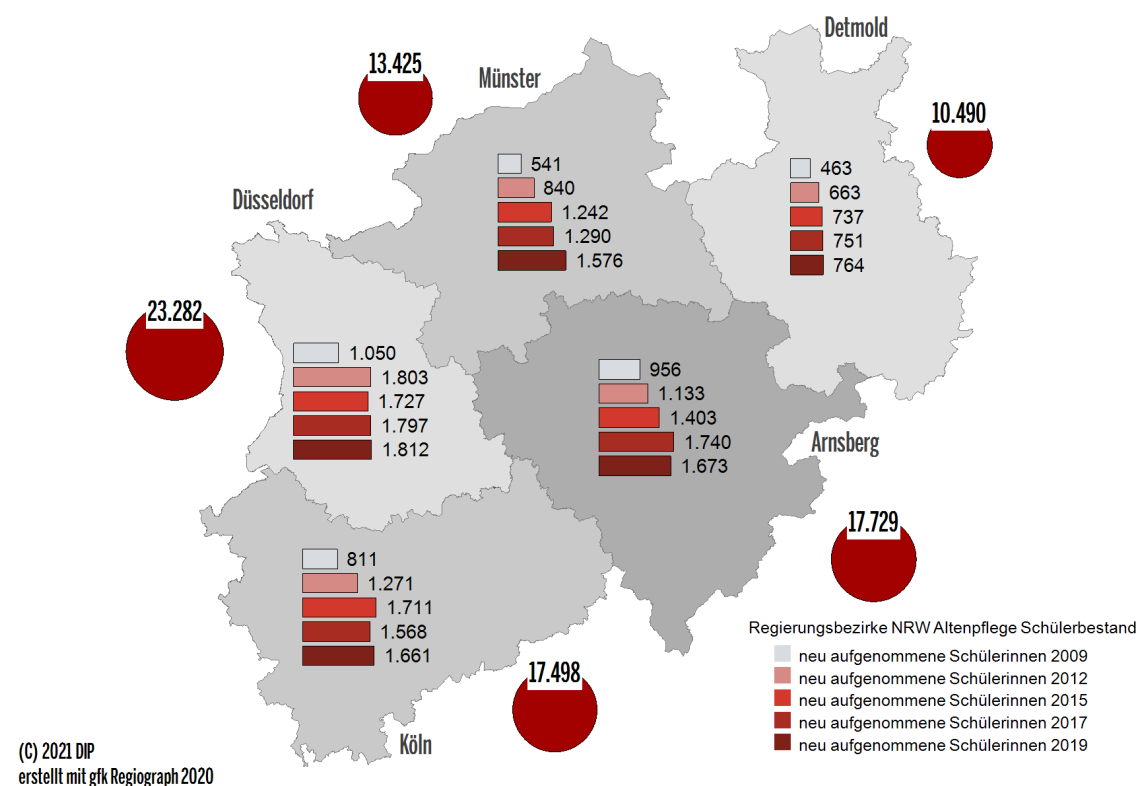 Detmold
13.425
Münster
10.490
541
840
1.242
1.290
1.576
463
663
737
751
764
Düsseldorf
23.282
1.050
1.803
1.727
1.797
1.812
956
1.133
1.403
1.740
1.673
Arnsberg
17.729
811
1.271
1.711
1.568
1.661
17.498
Köln
Regierungsbezirke NRW Altenpflege Schülerbestand
neu aufgenommene Schülerinnen 2009
neu aufgenommene Schülerinnen 2012
neu aufgenommene Schülerinnen 2015
neu aufgenommene Schülerinnen 2017
neu aufgenommene Schülerinnen 2019
(C) 2021 DIP
erstellt mit gfk Regiograph 2020